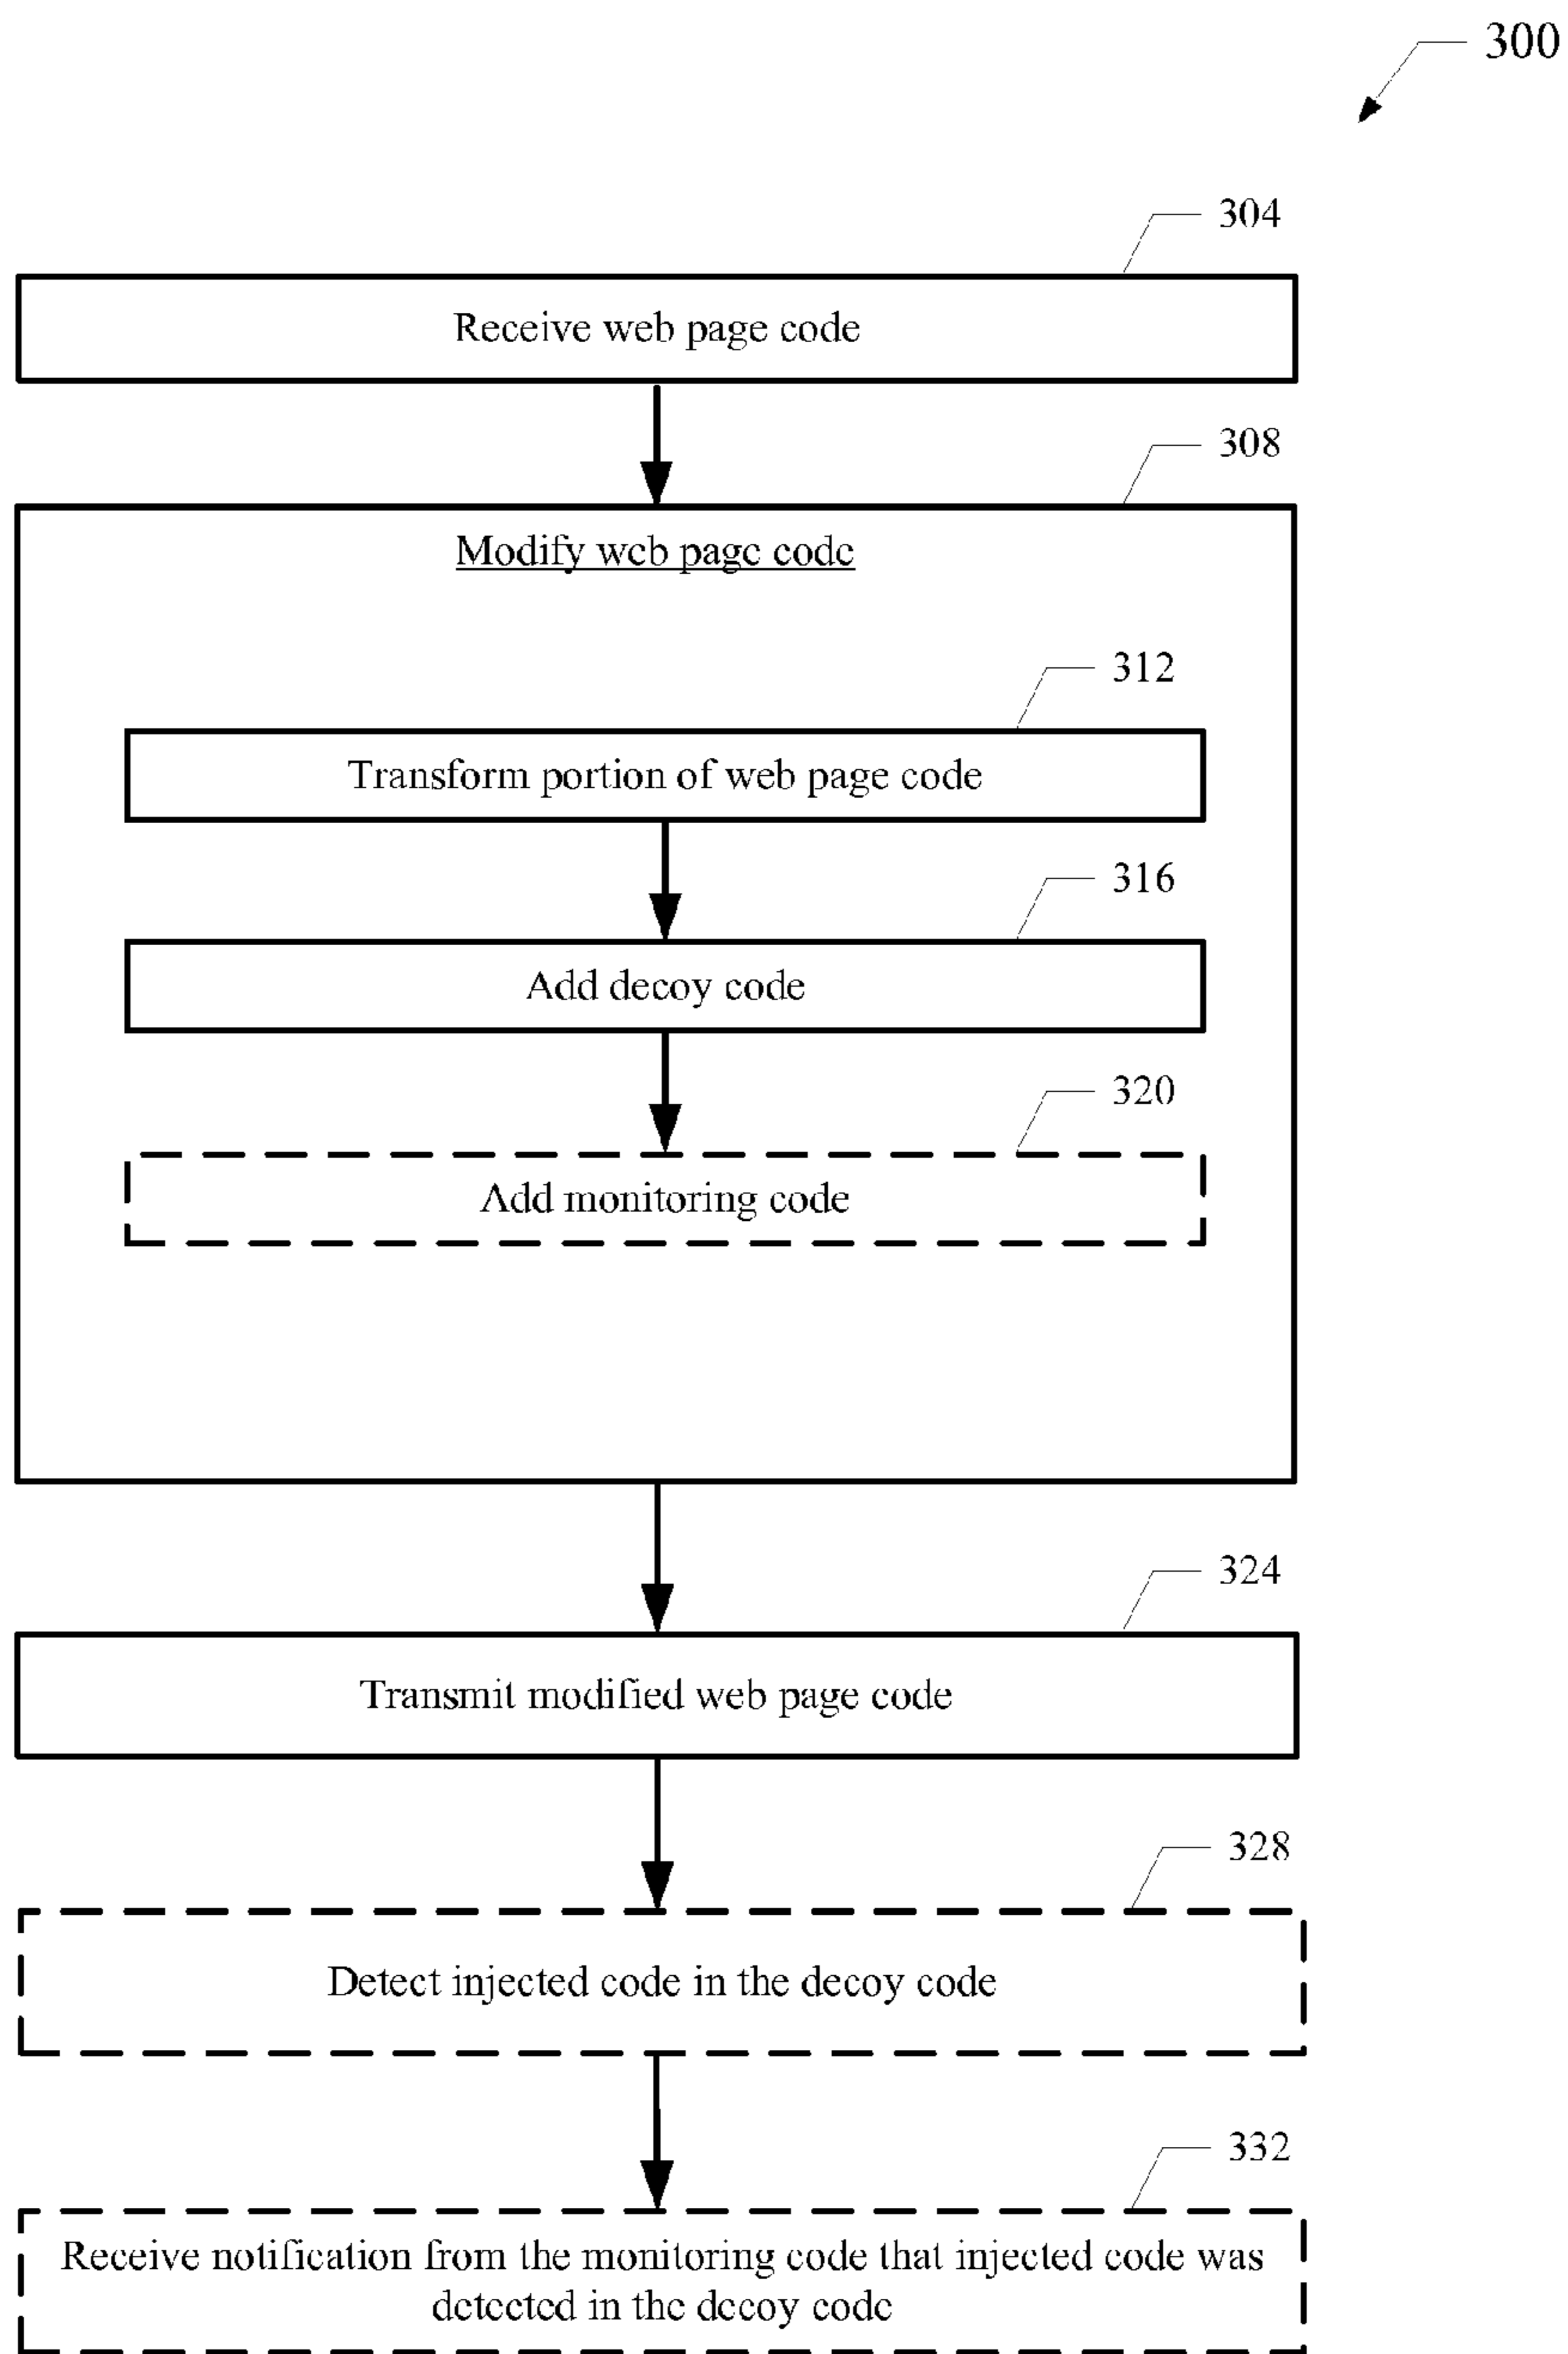 300
304
Receive web page code
308
Modify web page code
312
Transform portion of web page code
316
Add decoy code
320
Add monitoring code
324
Transmit modified web page code
328
Detect injected code in the decoy code
332
Receive notification from the monitoring code that injected code was
detected in the decoy code